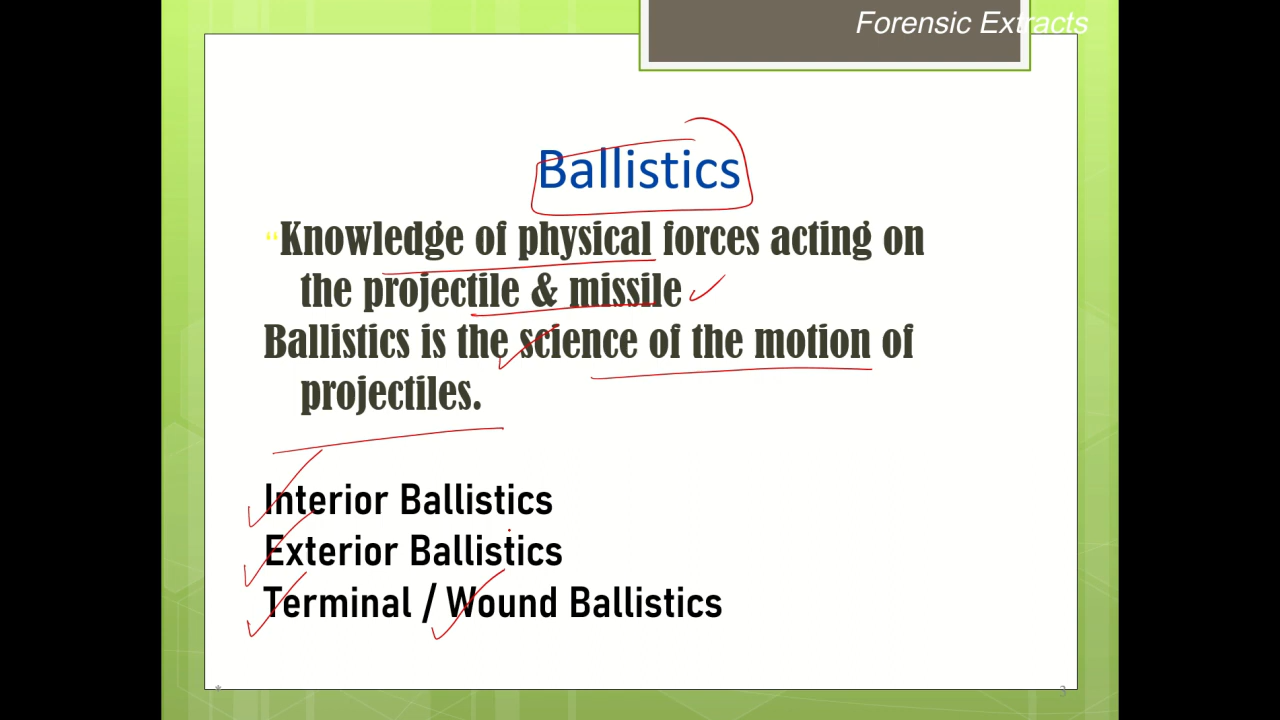 Forensic Extracts
Ballistics
“Knowledge of physical forces acting on
the projectile & missile
Ballistics is the science of the motion of
projectiles.
Interior Ballistics
Exterior Ballistics
Terminal / Wound Ballistics
*
3